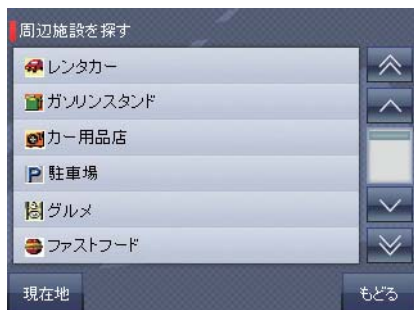 周辺施設を探す
レンタカー
ガソリンスタンド
カー用品店
P 駐車場
グルメ
ファストフード
現在地
もどる